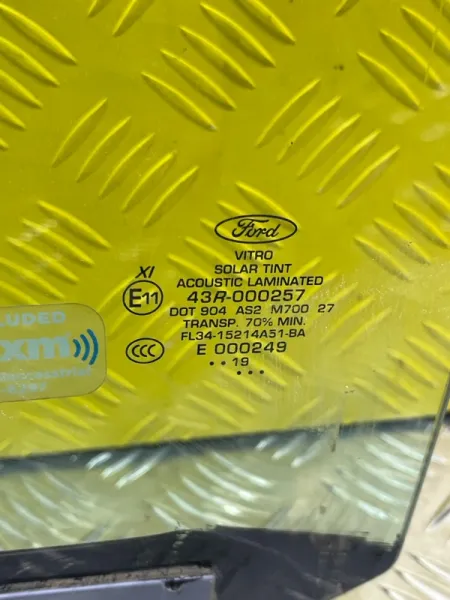 Ford
VITRO
SOLAR TINT
ACOUSTIC LAMINATED
XI
E11
43R-000257
DOT 904 AS2 M700 27
TRANSP. 70% MIN.
FL34-15214A51-BA
CCC
E 000249
•• 19
•••
LUDED
xm